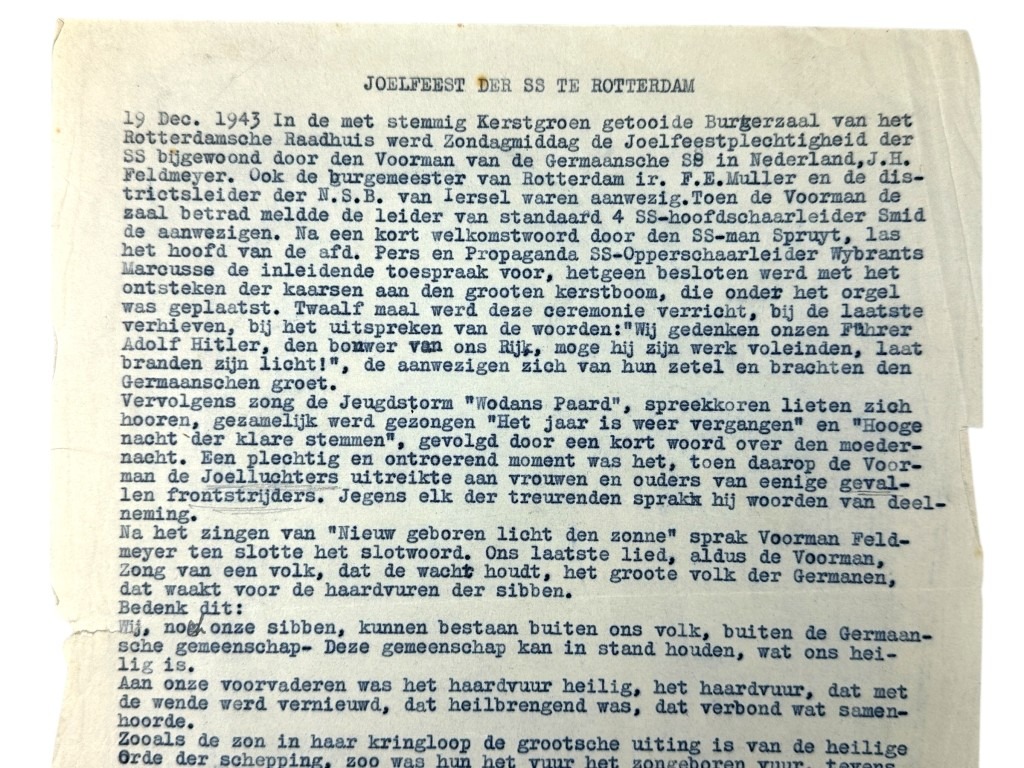 JOELFEEST DER SS TE ROTTERDAM
19 Dec. 1943 In de met stemmig Kerstgroen getooide Burgerzaal van het
Rotterdamsche Raadhuis werd Zondagmiddag de Joelfeestplechtigheid der
SS bijgewoond door den Voorman van de Germaansche SS in Nederland,J.H.
Feldmeyer. Ook de burgemeester van Rotterdam ir. F.E.Muller en de dis-
trictsleider der N.S.B. van Iersel waren aanwezig.Toen de Voorman de
zaal betrad meldde de leider van standaard 4 SS-hoofdschaarleider Smid
de aanwezigen. Na een kort welkomstwoord door den SS-man Spruyt, las
het hoofd van de afd. Pers en Propaganda SS-Opperschaarleider Wybrants
Marcusse de inleidende toespraak voor, hetgeen besloten werd met het
ontsteken der kaarsen aan den grooten kerstboom, die onder het orgel
was geplaatst. Twaalf maal werd deze ceremonie verricht, bij de laatste
verhieven, bij het uitspreken van de woorden:"Wij gedenken onzen Führer
Adolf Hitler, den bouwer van ons Rijk, moge hij zijn werk voleinden, laat
branden zijn licht!", de aanwezigen zich van hun zetel en brachten den
Germaanschen groet.
Vervolgens zong de Jeugdstorm "Wodans Paard", spreekkoren lieten zich
hooren, gezamelijk werd gezongen "Het jaar is weer vergangen" en "Hooge
nacht der klare stemmen", gevolgd door een kort woord over den moeder-
nacht. Een plechtig en ontroerend moment was het, toen daarop de Voor-
man de Joelluchters uitreikte aan vrouwen en ouders van eenige geval-
len frontstrijders. Jegens elk der treurenden sprak hij woorden van deel-
neming.
Na het zingen van "Nieuw geboren licht den zonne" sprak Voorman Feld-
meyer ten slotte het slotwoord. Ons laatste lied, aldus de Voorman,
Zong van een volk, dat de wacht houdt, het groote volk der Germanen,
dat waakt voor de haardvuren der sibben.
Bedenk dit:
Wij, noch onze sibben, kunnen bestaan buiten ons volk, buiten de Germaan-
sche gemeenschap- Deze gemeenschap kan in stand houden, wat ons hei-
lig is.
Aan onze voorvaderen was het haardvuur heilig, het haardvuur, dat met
de wende werd vernieuwd, dat heilbrengend was, dat verbond wat samen-
hoorde.
Zooals de zon in haar kringloop de grootsche uiting is van de heilige
Orde der schepping, zoo was hun het vuur het zongeboren vuur, tevens